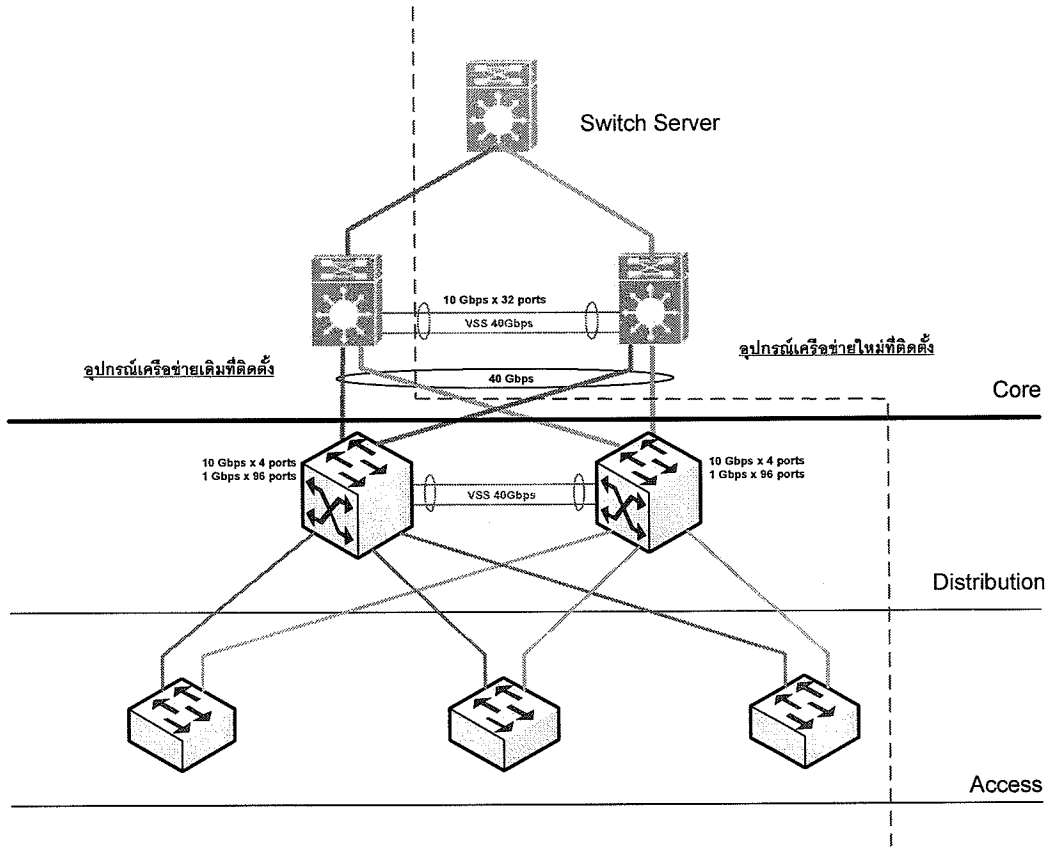 Switch Server
10 Gbps x 32 ports
VSS 40Gbps
อุปกรณ์เครือข่ายเดิมที่ติดตั้ง
อุปกรณ์เครือข่ายใหม่ที่ติดตั้ง
40 Gbps
Core
10 Gbps x 4 ports
1 Gbps x 96 ports
VSS 40Gbps
10 Gbps x 4 ports
1 Gbps x 96 ports
Distribution
Access